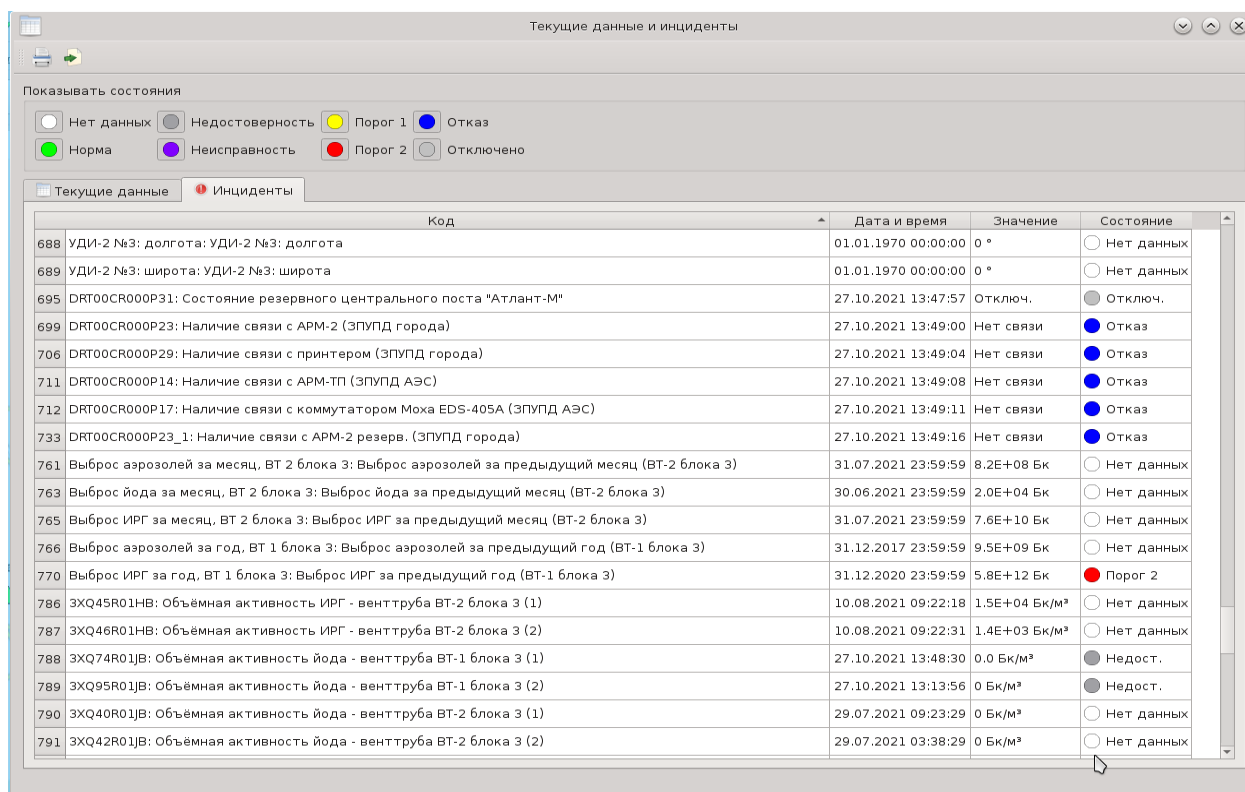 Текущие данные и инциденты
Показывать состояния
Нет данных Недостоверность Порог 1 Отказ
Норма Неисправность Порог 2 Отключено
Текущие данные Инциденты
Код Дата и время Значение Состояние
688 УДИ-2 №3: долгота: УДИ-2 №3: долгота 01.01.1970 00:00:00 0 ° Нет данных
689 УДИ-2 №3: широта: УДИ-2 №3: широта 01.01.1970 00:00:00 0 ° Нет данных
695 DRT00CR000P31: Состояние резервного центрального поста "Атлант-М" 27.10.2021 13:47:57 Отключ. Отключ.
699 DRT00CR000P23: Наличие связи с АРМ-2 (ЗПУПД города) 27.10.2021 13:49:00 Нет связи Отказ
706 DRT00CR000P29: Наличие связи с принтером (ЗПУПД города) 27.10.2021 13:49:04 Нет связи Отказ
711 DRT00CR000P14: Наличие связи с АРМ-ТП (ЗПУПД АЭС) 27.10.2021 13:49:08 Нет связи Отказ
712 DRT00CR000P17: Наличие связи с коммутатором Moxa EDS-405A (ЗПУПД АЭС) 27.10.2021 13:49:11 Нет связи Отказ
733 DRT00CR000P23_1: Наличие связи с АРМ-2 резерв. (ЗПУПД города) 27.10.2021 13:49:16 Нет связи Отказ
761 Выброс аэрозолей за месяц, ВТ 2 блока 3: Выброс аэрозолей за предыдущий месяц (ВТ-2 блока 3) 31.07.2021 23:59:59 8.2E+08 Бк Нет данных
763 Выброс йода за месяц, ВТ 2 блока 3: Выброс йода за предыдущий месяц (ВТ-2 блока 3) 30.06.2021 23:59:59 2.0E+04 Бк Нет данных
765 Выброс ИРГ за месяц, ВТ 2 блока 3: Выброс ИРГ за предыдущий месяц (ВТ-2 блока 3) 31.07.2021 23:59:59 7.6E+10 Бк Нет данных
766 Выброс аэрозолей за год, ВТ 1 блока 3: Выброс аэрозолей за предыдущий год (ВТ-1 блока 3) 31.12.2017 23:59:59 9.5E+09 Бк Нет данных
770 Выброс ИРГ за год, ВТ 1 блока 3: Выброс ИРГ за предыдущий год (ВТ-1 блока 3) 31.12.2020 23:59:59 5.8E+12 Бк Порог 2
786 3XQ45R01HB: Объёмная активность ИРГ - венттруба ВТ-2 блока 3 (1) 10.08.2021 09:22:18 1.5E+04 Бк/м³ Нет данных
787 3XQ46R01HB: Объёмная активность ИРГ - венттруба ВТ-2 блока 3 (2) 10.08.2021 09:22:31 1.4E+03 Бк/м³ Нет данных
788 3XQ74R01JB: Объёмная активность йода - венттруба ВТ-1 блока 3 (1) 27.10.2021 13:48:30 0.0 Бк/м³ Недост.
789 3XQ95R01JB: Объёмная активность йода - венттруба ВТ-1 блока 3 (2) 27.10.2021 13:13:56 0 Бк/м³ Недост.
790 3XQ40R01JB: Объёмная активность йода - венттруба ВТ-2 блока 3 (1) 29.07.2021 09:23:29 0 Бк/м³ Нет данных
791 3XQ42R01JB: Объёмная активность йода - венттруба ВТ-2 блока 3 (2) 29.07.2021 03:38:29 0 Бк/м³ Нет данных